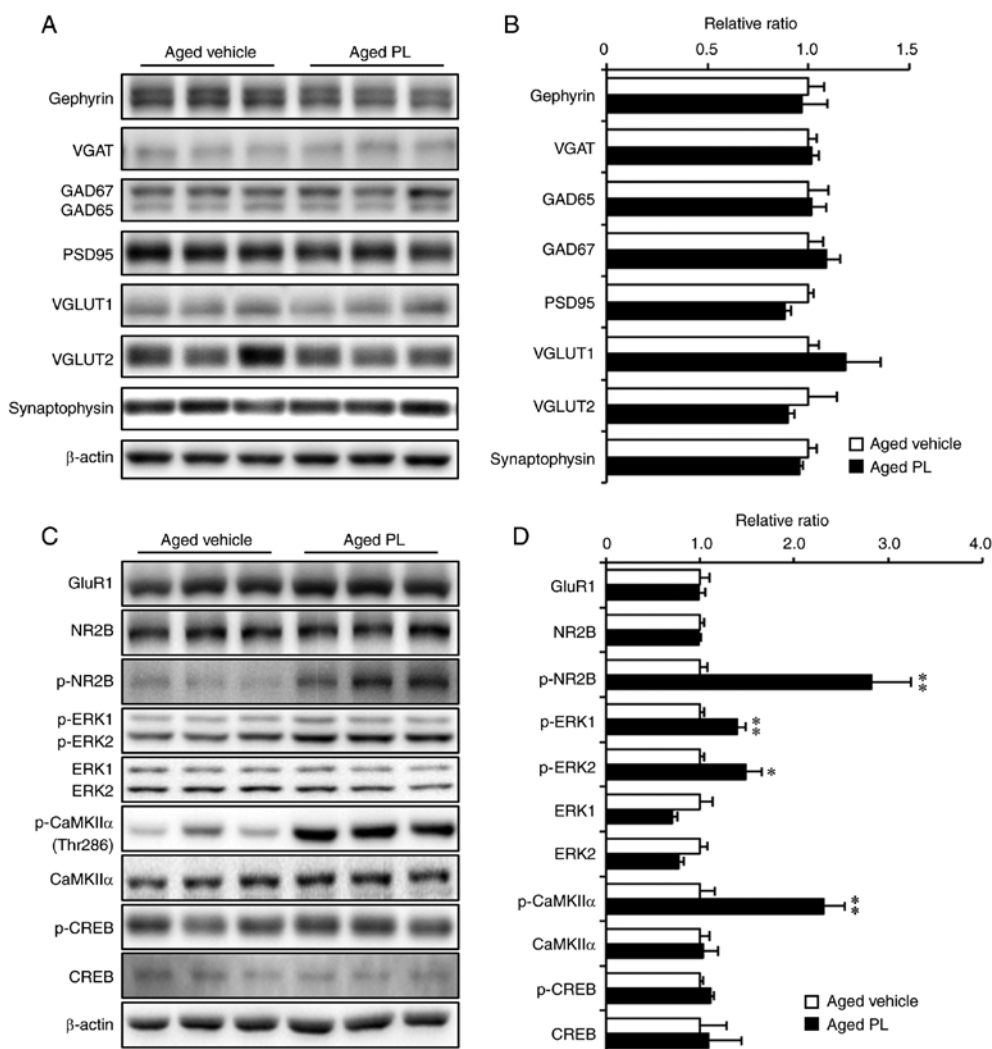 A
Aged vehicle Aged PL
Gephyrin
VGAT
GAD67
GAD65
PSD95
VGLUT1
VGLUT2
Synaptophysin
β-actin
B
Relative ratio
0 0.5 1.0 1.5
Gephyrin
VGAT
GAD65
GAD67
PSD95
VGLUT1
VGLUT2
Synaptophysin
Aged vehicle
Aged PL
C
Aged vehicle Aged PL
GluR1
NR2B
p-NR2B
p-ERK1
p-ERK2
ERK1
ERK2
p-CaMKIIα
(Thr286)
CaMKIIα
p-CREB
CREB
β-actin
D
Relative ratio
0 1.0 2.0 3.0 4.0
GluR1
NR2B
p-NR2B **
p-ERK1 **
p-ERK2 *
ERK1
ERK2
p-CaMKIIα **
CaMKIIα
p-CREB
CREB
Aged vehicle
Aged PL